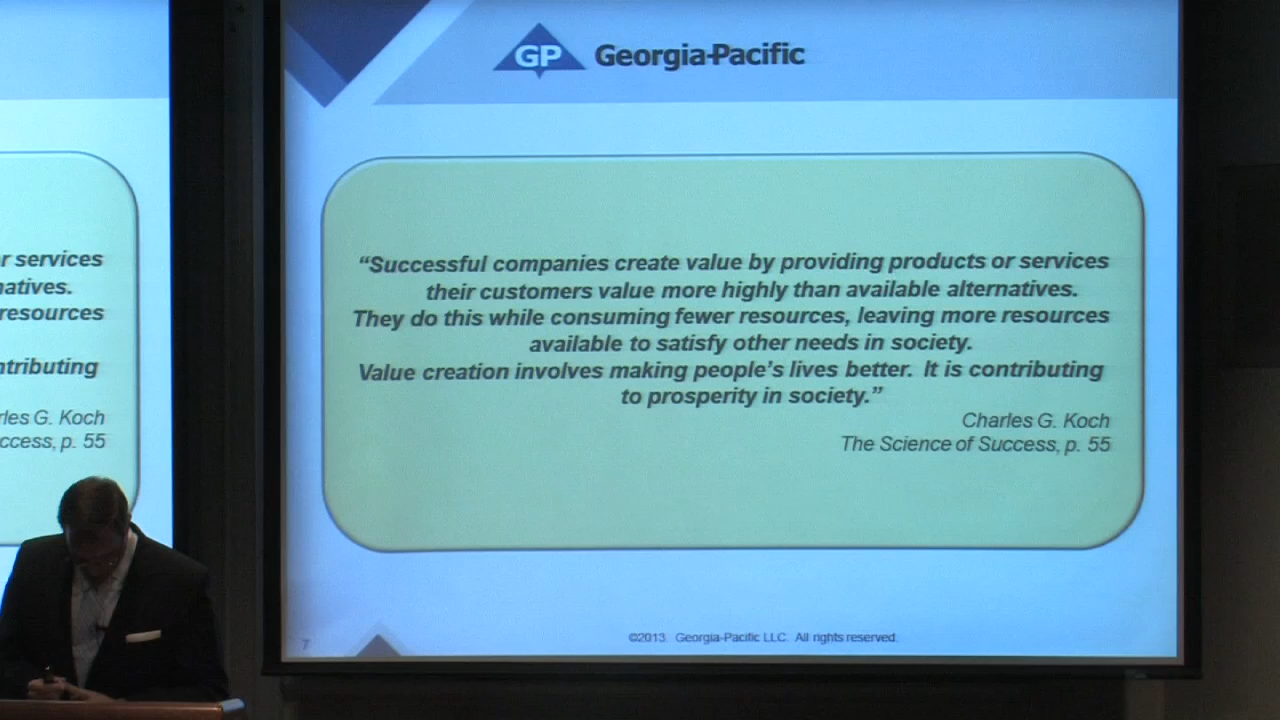 GP Georgia-Pacific
“Successful companies create value by providing products or services
their customers value more highly than available alternatives.
They do this while consuming fewer resources, leaving more resources
available to satisfy other needs in society.
Value creation involves making people’s lives better. It is contributing
to prosperity in society.”
Charles G. Koch
The Science of Success, p. 55
7
©2013. Georgia-Pacific LLC. All rights reserved.
r services
natives.
resources
ntributing
rles G. Koch
ccess, p. 55